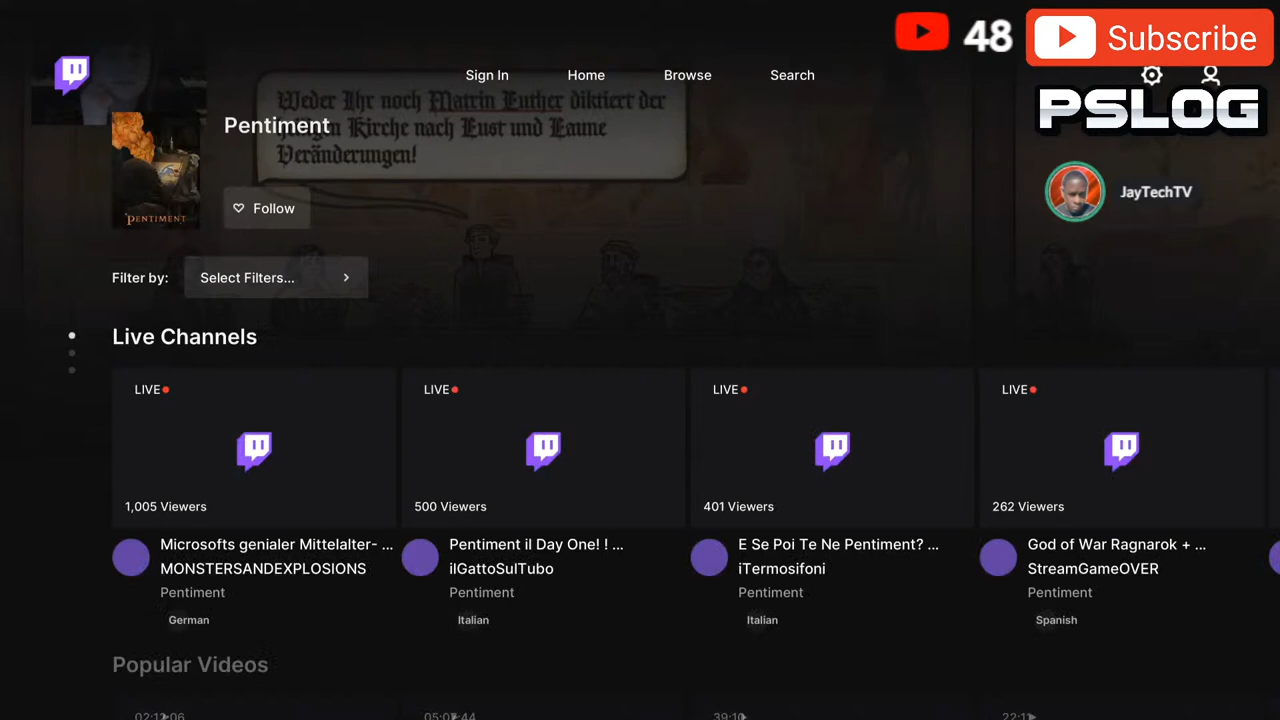 48
Subscribe
Sign In
Home
Browse
Search
PSLOG
Weder Ihr noch Martin Luther diktiert der
Kirche nach Lust und Laune
Veränderungen!
Pentiment
PENTIMENT
JayTechTV
Follow
Filter by:
Select Filters...
Live Channels
LIVE
1,005 Viewers
Microsofts genialer Mittelalter- ...
MONSTERSANDEXPLOSIONS
Pentiment
German
LIVE
500 Viewers
Pentiment il Day One! ! ...
ilGattoSulTubo
Pentiment
Italian
LIVE
401 Viewers
E Se Poi Te Ne Pentiment? ...
iTermosifoni
Pentiment
Italian
LIVE
262 Viewers
God of War Ragnarok + ...
StreamGameOVER
Pentiment
Spanish
Popular Videos